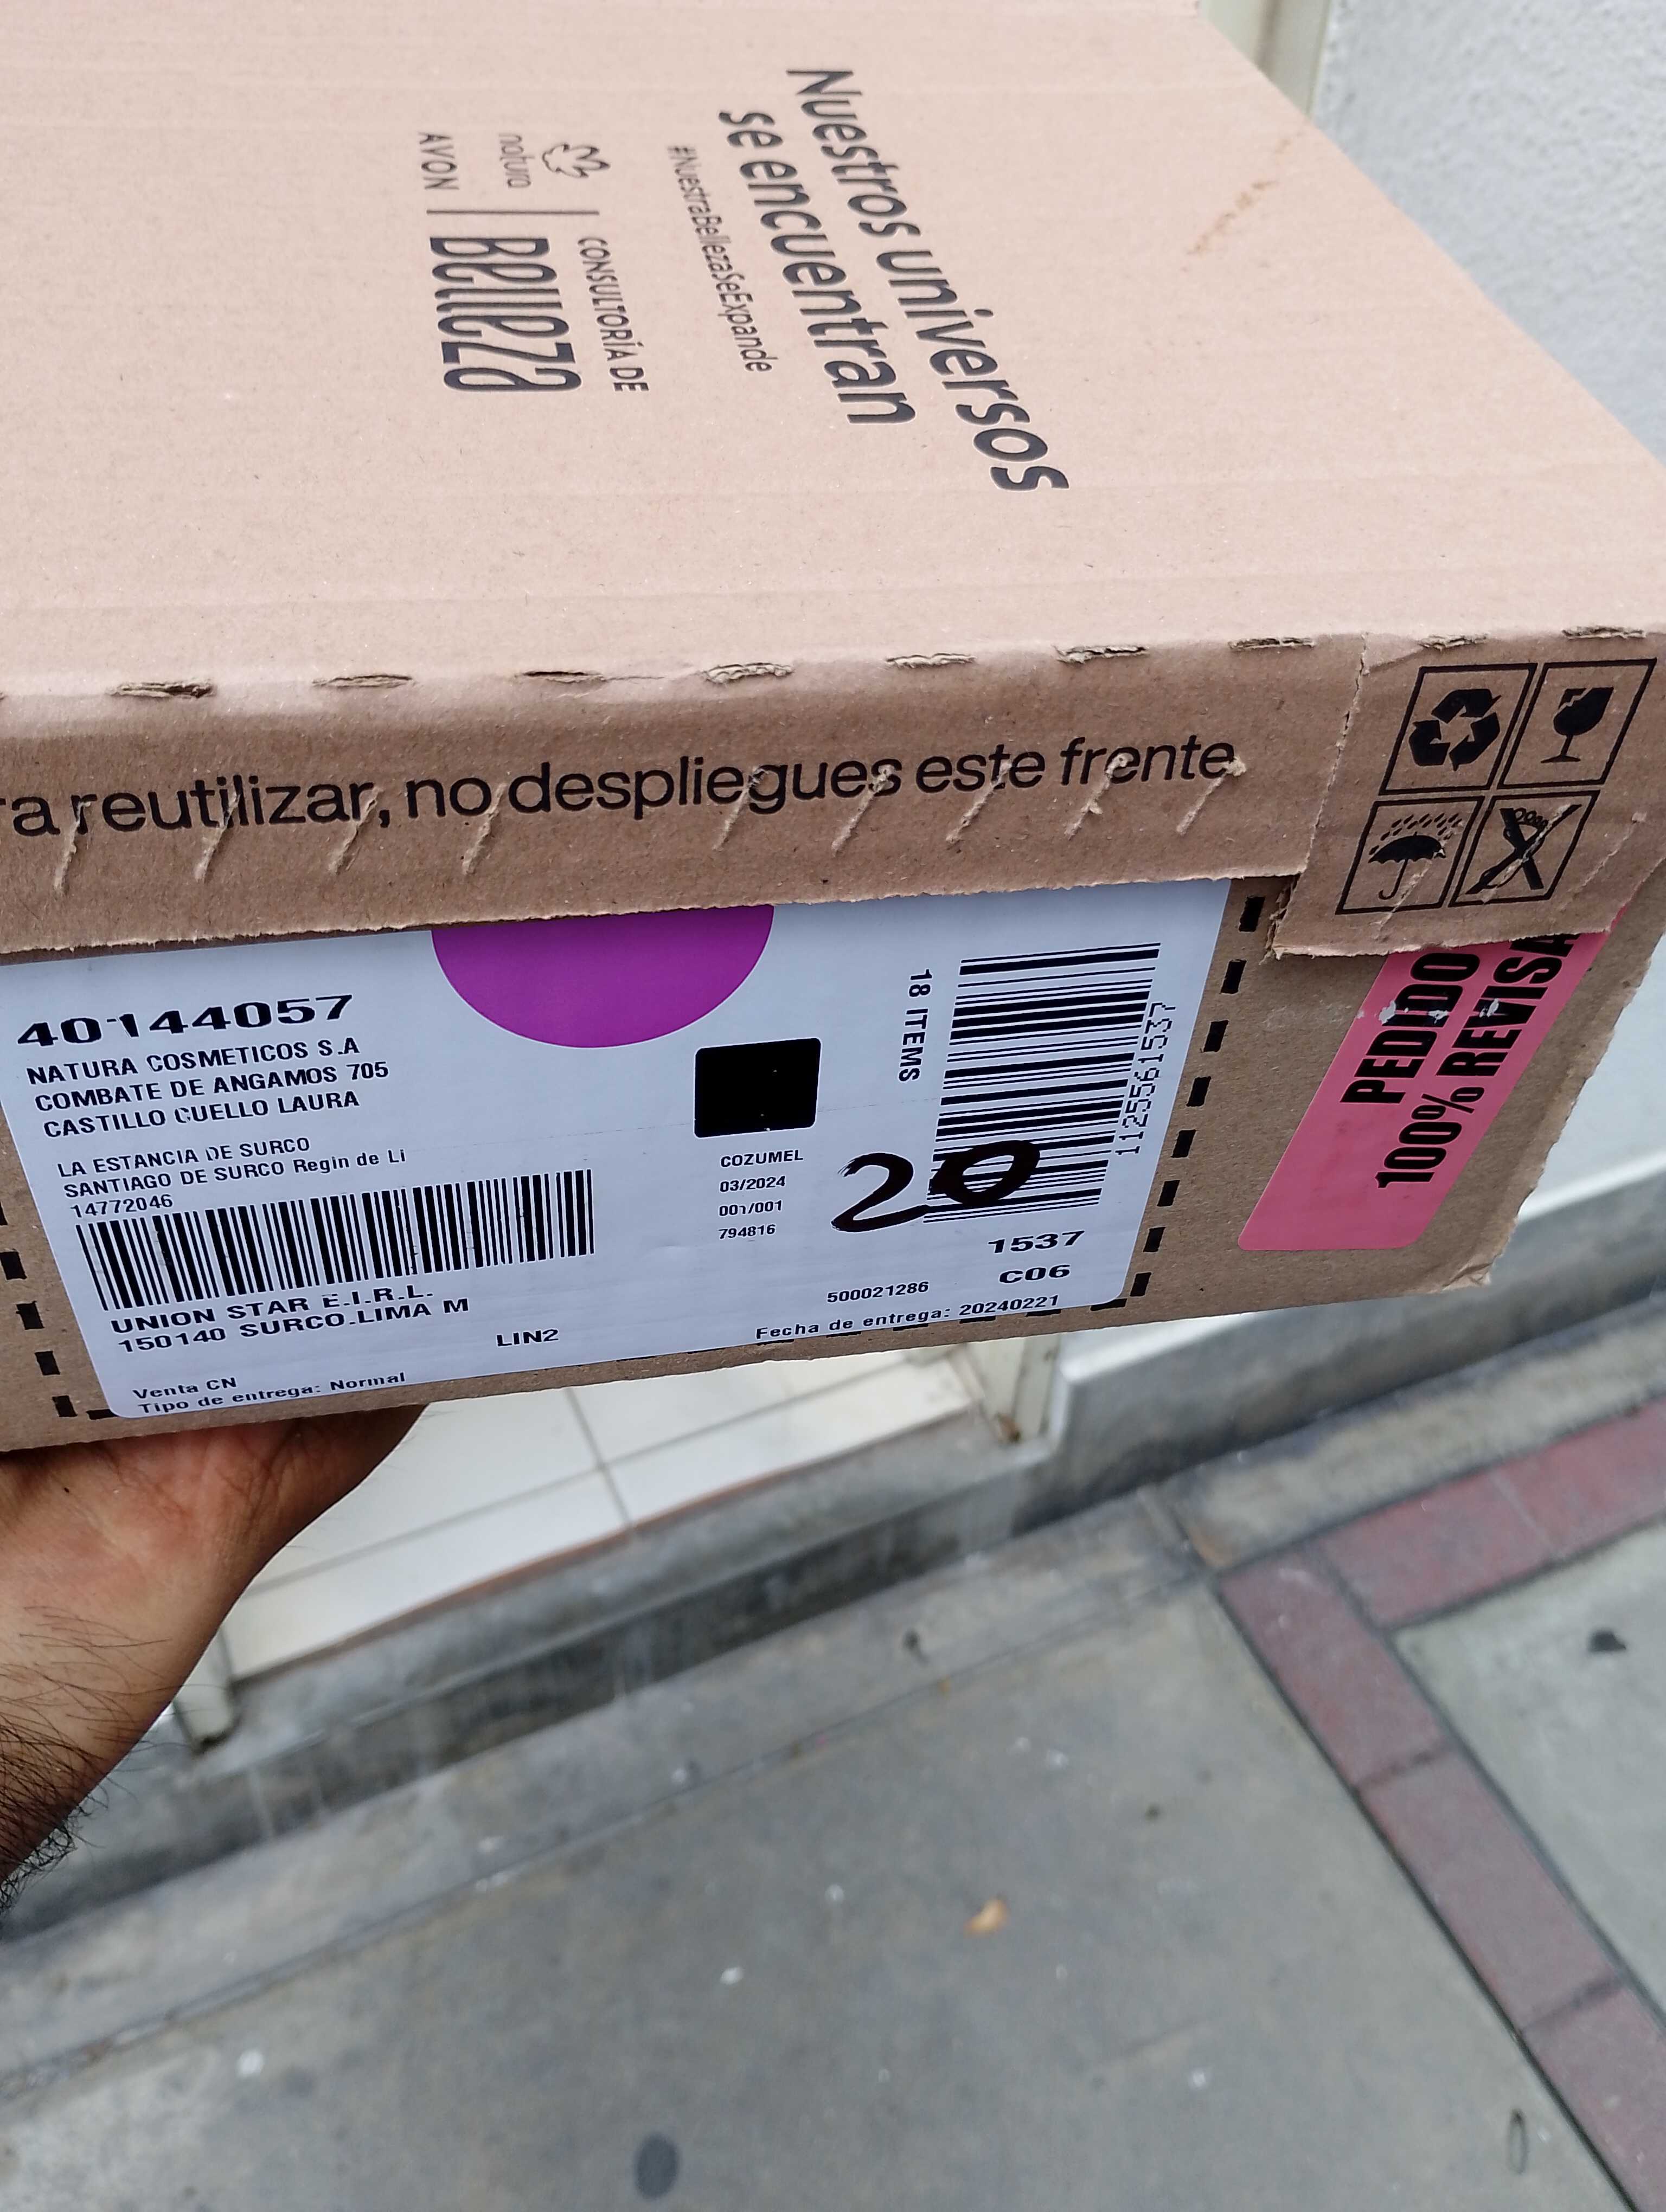 Nuestros universos
se encuentran
#NuestraBellezaSeExpande
natura
AVON
CONSULTORÍA DE
Belleza
reutilizar, no despliegues este frente
40144057
NATURA COSMETICOS S.A
COMBATE DE ANGAMOS 705
CASTILLO CUELLO LAURA
LA ESTANCIA DE SURCO
SANTIAGO DE SURCO Regin de Li
14772046
UNION STAR E.I.R.L.
150140 SURCO-LIMA M
LIN2
Venta CN
Tipo de entrega: Normal
COZUMEL
03/2024
001/001
794816
18 ITEMS
1125561537
20
1537
C06
500021286
Fecha de entrega: 20240221
PEDIDO
100% REVISA